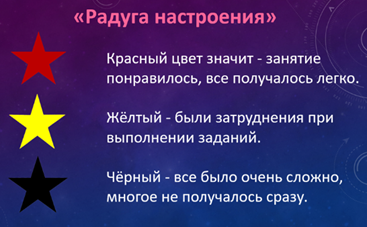 «Радуга настроения»
Красный цвет значит - занятие
понравилось, все получалось легко.
Жёлтый - были затруднения при
выполнении заданий.
Чёрный - все было очень сложно,
многое не получалось сразу.